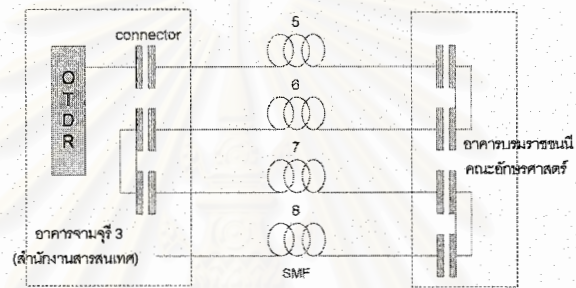 connector
O
T
D
R
5
6
7
8
SMF
อาคารจามจุรี 3
(สำนักงานสารสนเทศ)
อาคารบรมราชชนนี
คณะอักษรศาสตร์